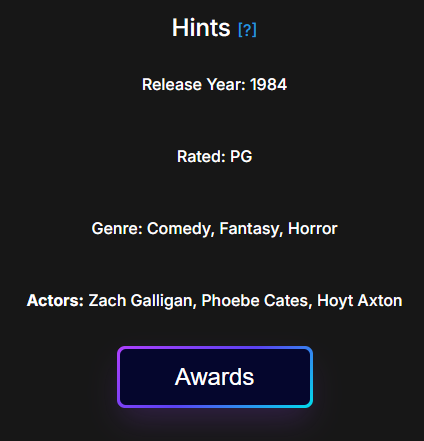 Hints [?]
Release Year: 1984
Rated: PG
Genre: Comedy, Fantasy, Horror
Actors: Zach Galligan, Phoebe Cates, Hoyt Axton
Awards